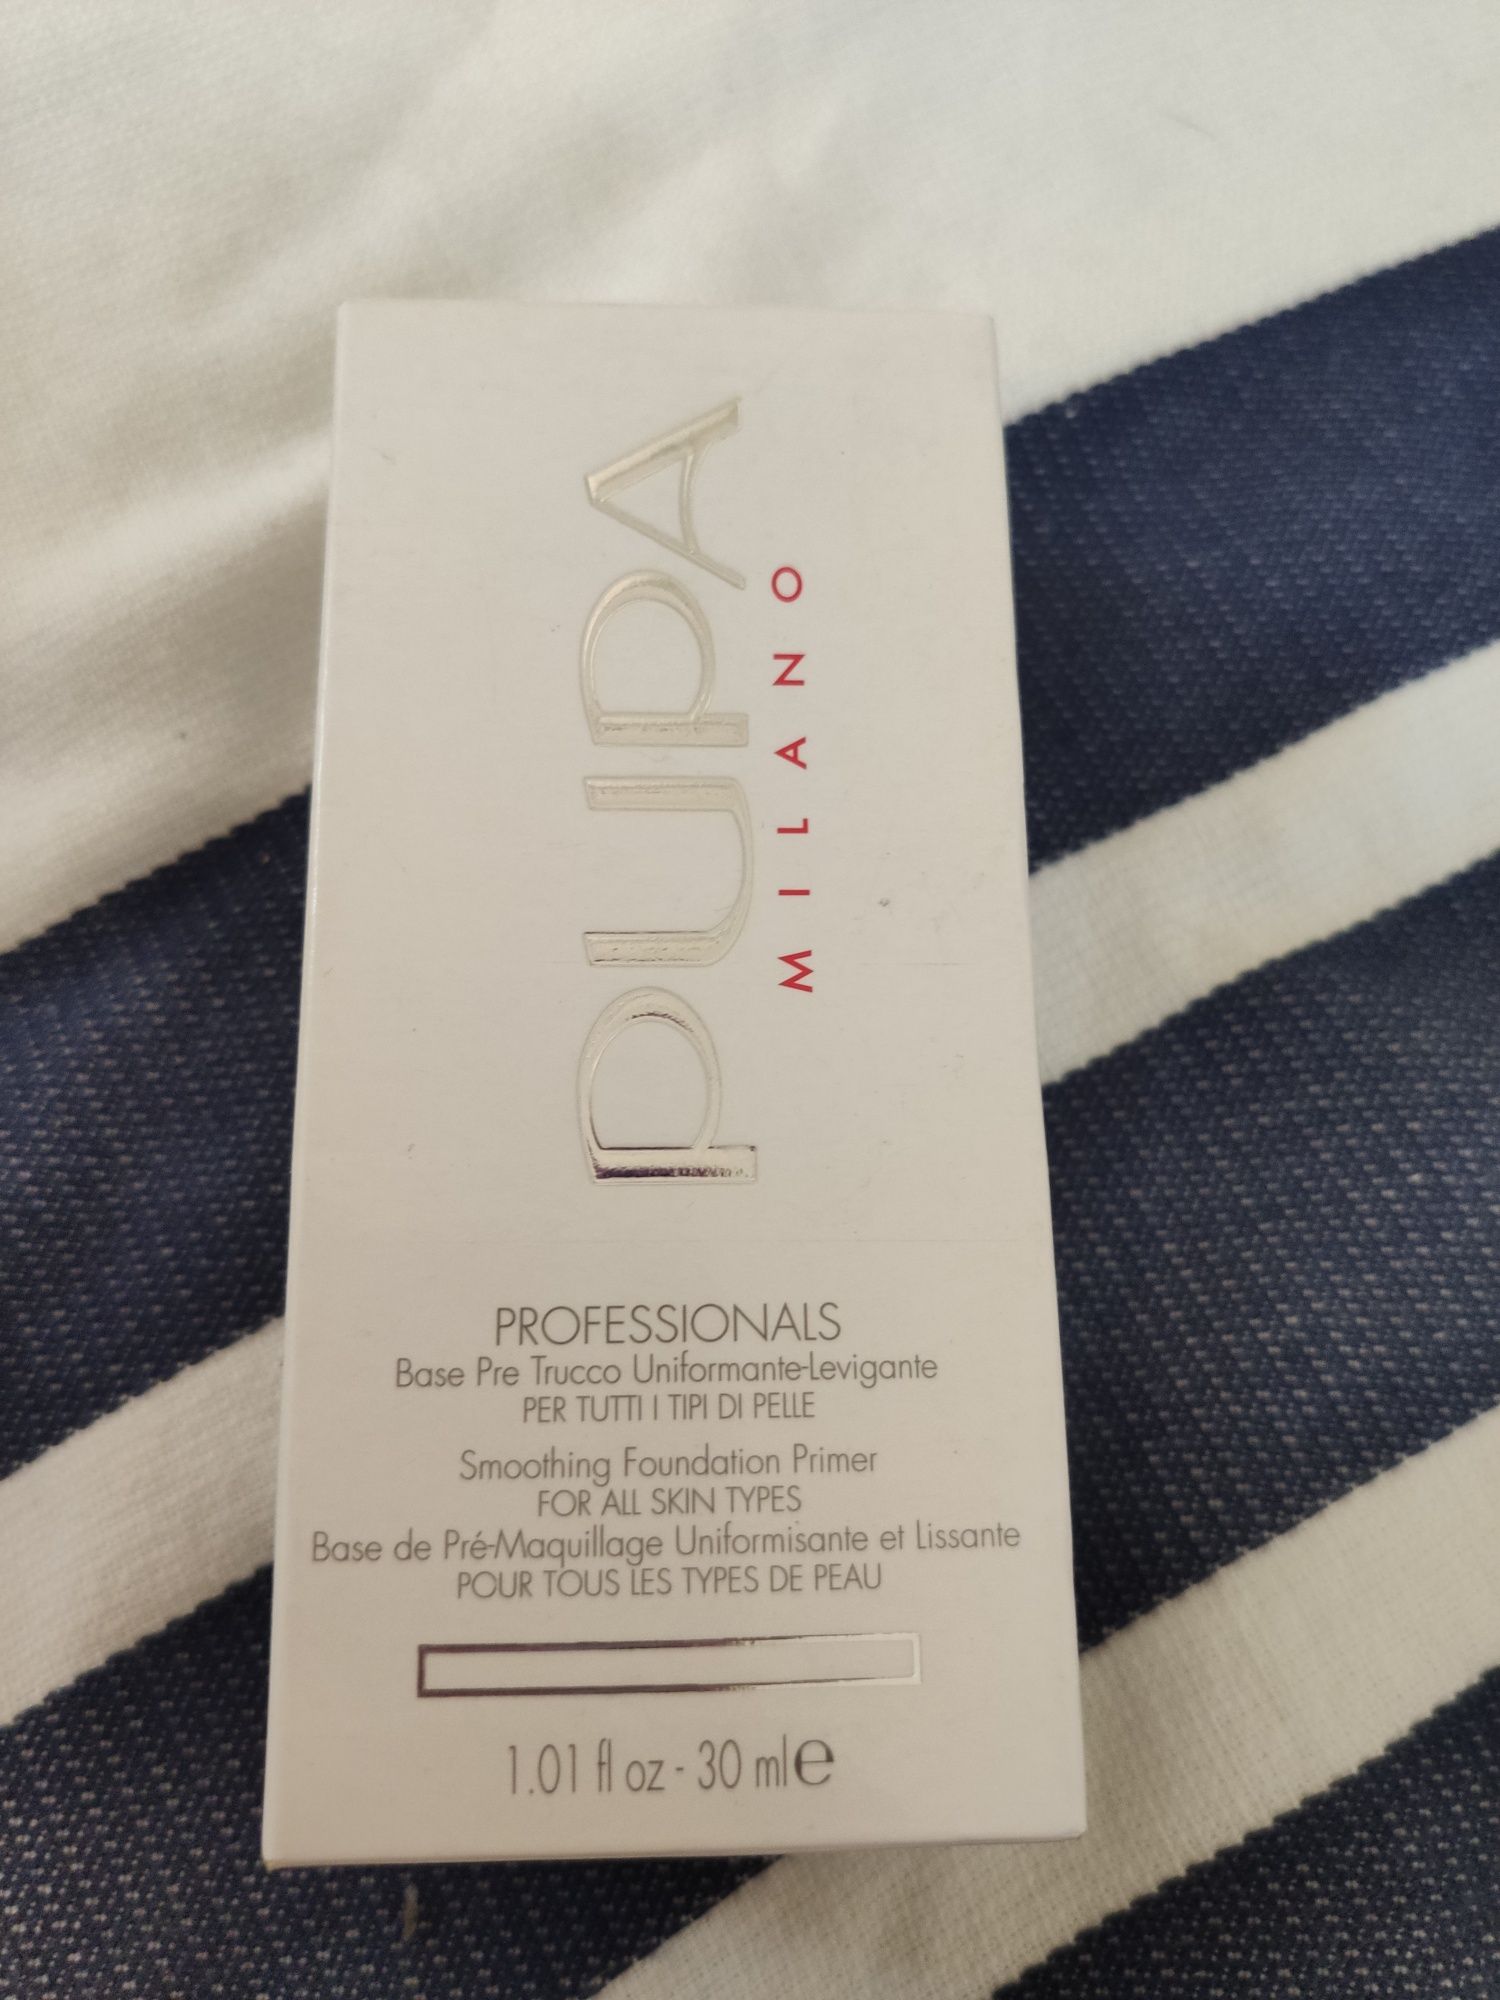 pupa
MILANO
PROFESSIONALS
Base Pre Trucco Uniformante-Levigante
PER TUTTI I TIPI DI PELLE
Smoothing Foundation Primer
FOR ALL SKIN TYPES
Base de Pré-Maquillage Uniformisante et Lissante
POUR TOUS LES TYPES DE PEAU
1.01 fl oz - 30 ml e